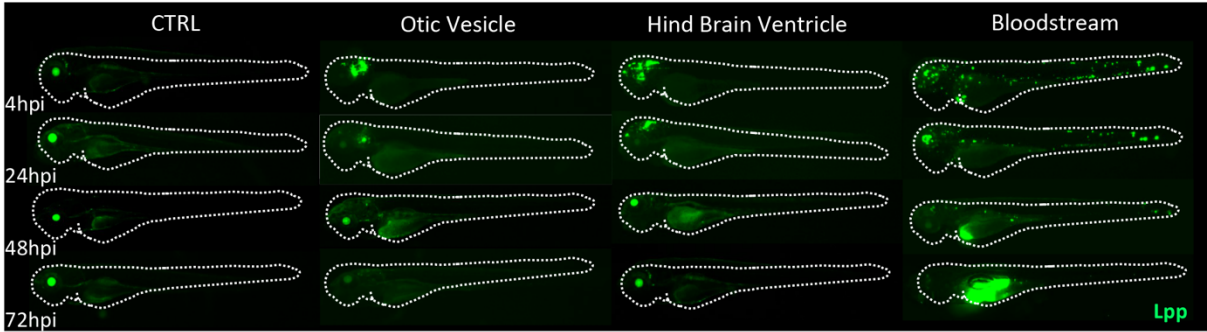 CTRL
Otic Vesicle
Hind Brain Ventricle
Bloodstream
4hpi
24hpi
48hpi
72hpi
Lpp